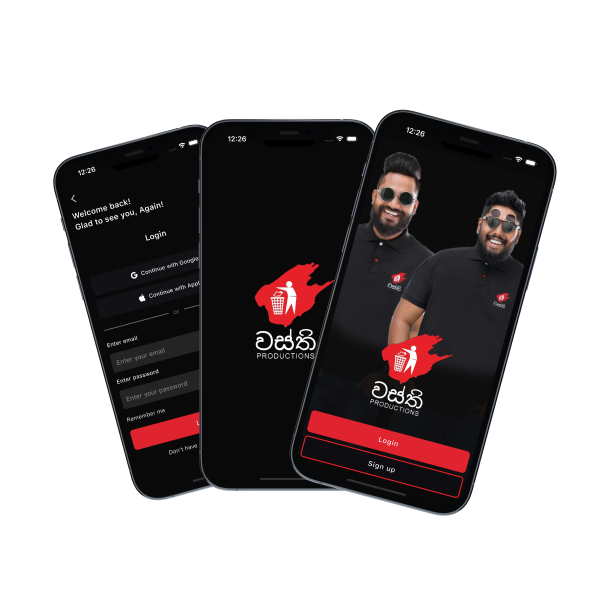 12:26
Welcome back!
Glad to see you, Again!
Login
Continue with Google
Continue with Appl
or
Enter email
Enter your email
Enter password
Enter your password
Remember me
L
Don't have
12:26
වස්ති
PRODUCTIONS
12:26
වස්ති
PRODUCTIONS
Login
Sign up